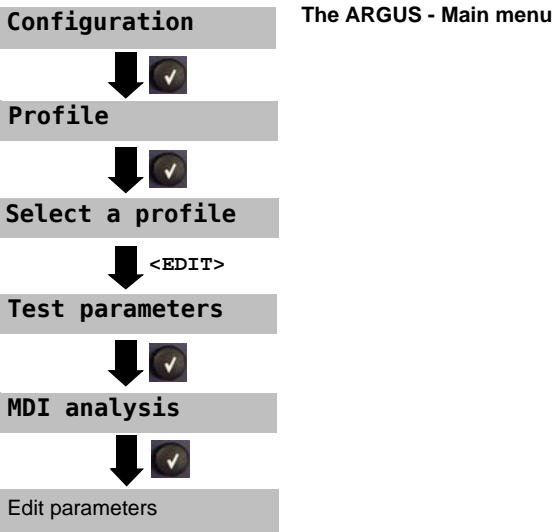 Configuration
The ARGUS - Main menu
Profile
Select a profile
<EDIT>
Test parameters
MDI analysis
Edit parameters